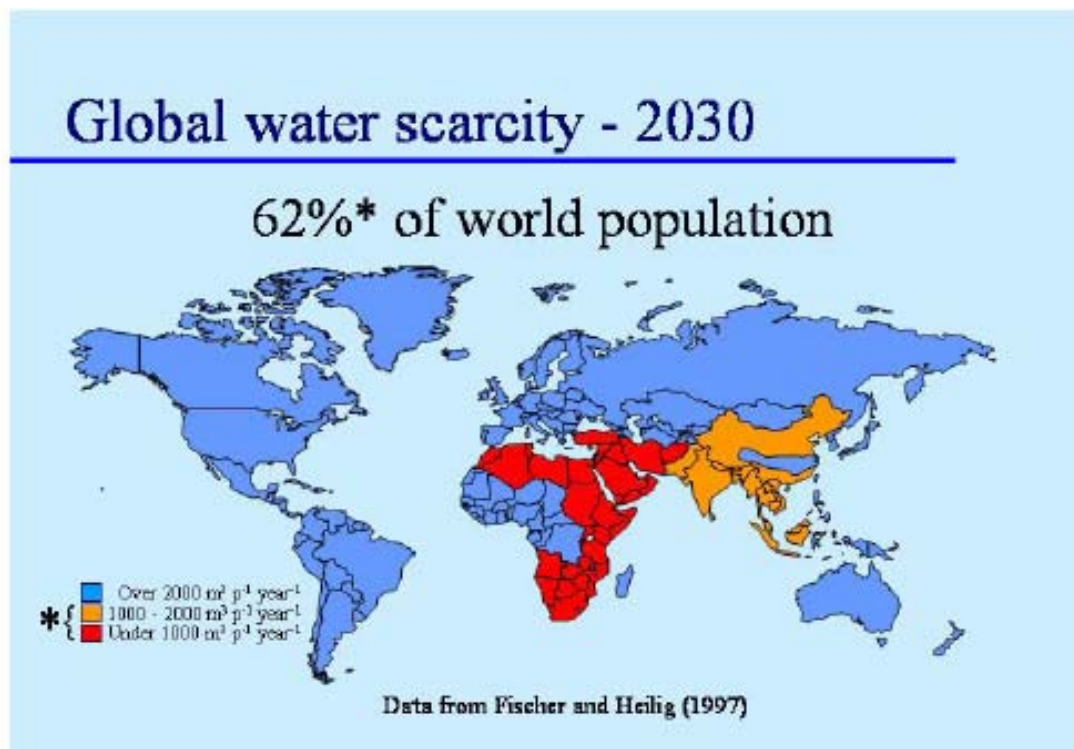 Global water scarcity - 2030
62%* of world population
Over 2000 m³ p⁻¹ year⁻¹
* { 1000 - 2000 m³ p⁻¹ year⁻¹
Under 1000 m³ p⁻¹ year⁻¹
Data from Fischer and Heilig (1997)